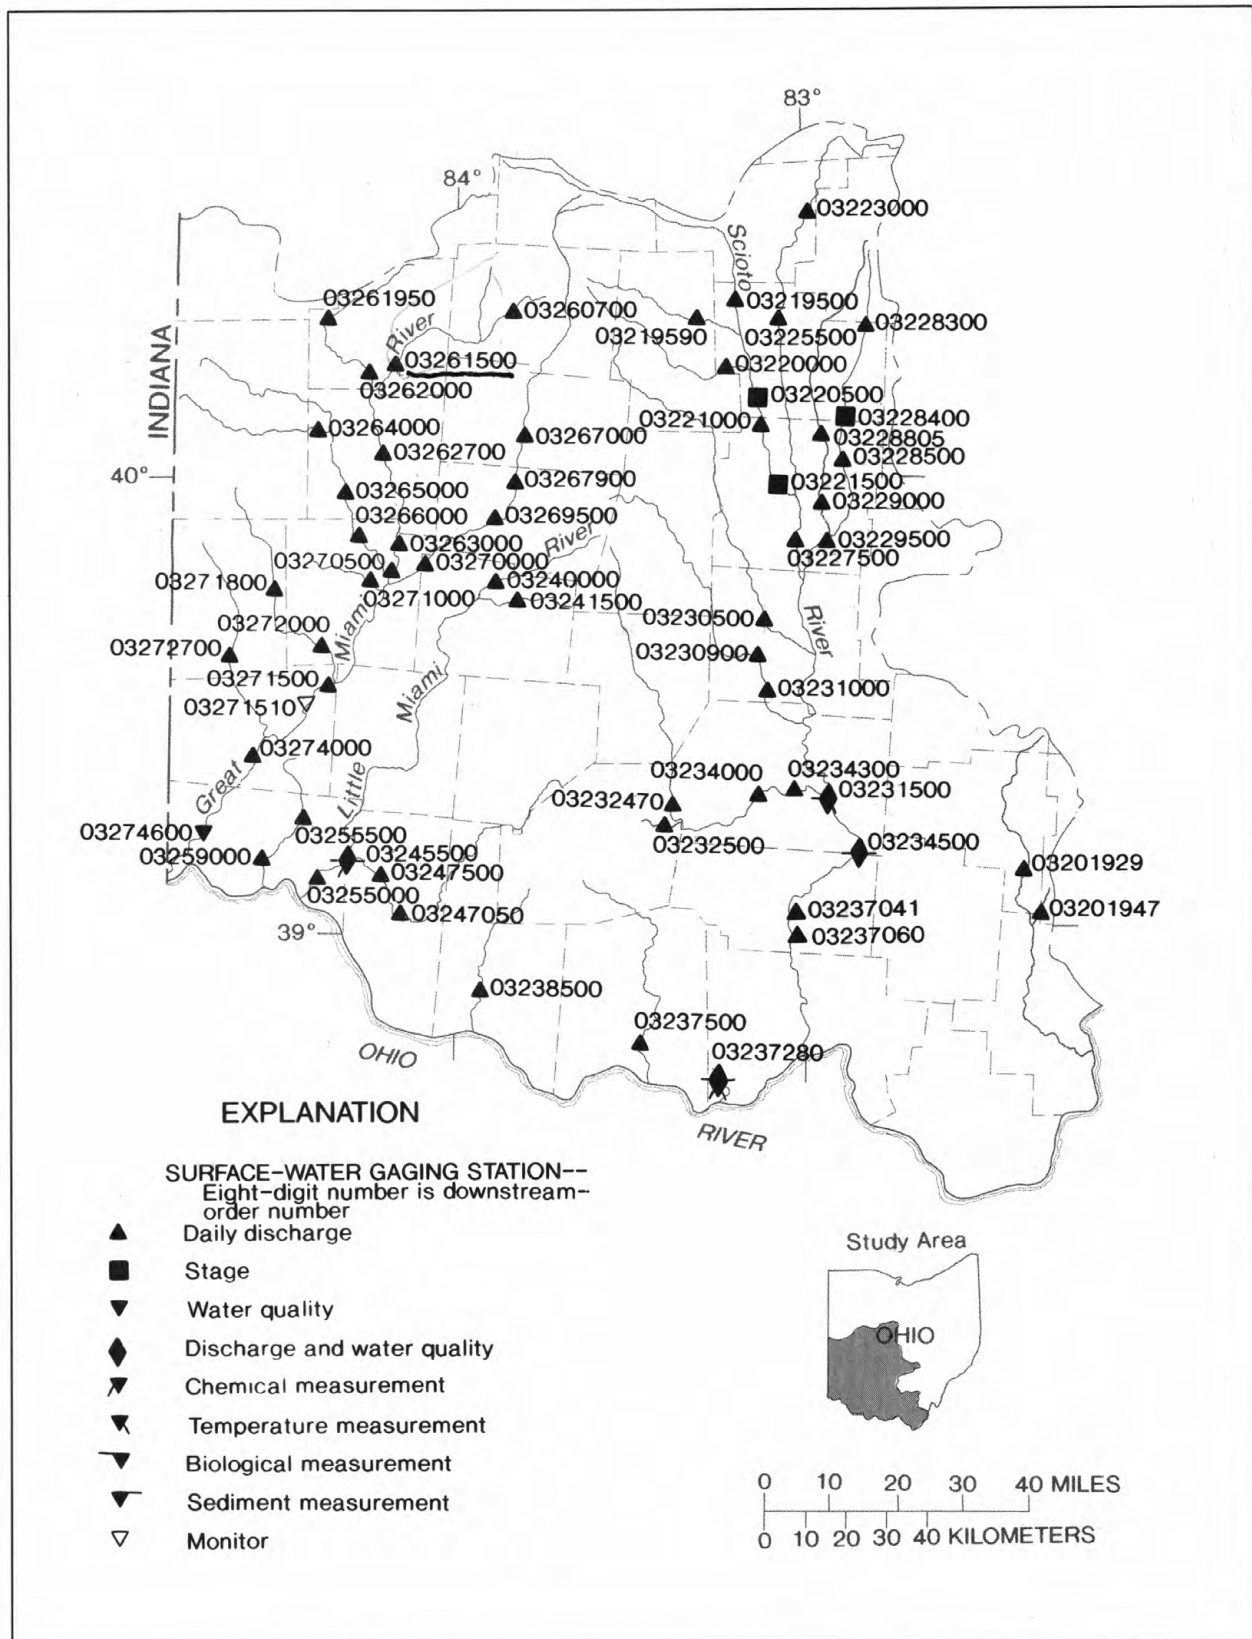 83°
84°
03223000
Scioto
03261950
03260700
03219500
03219590
03225500
03228300
River
03261500
03220000
INDIANA
03262000
03220500
03221000
03228400
03264000
03267000
03228805
03262700
03228500
40°
03267900
03221500
03265000
03229000
03266000
03269500
03263000
River
03229500
03270500
03270000
03227500
03271800
03240000
03271000
03241500
Miami
03230500
03272000
River
03272700
03230900
03271500
Miami
03231000
03271510
03274000
03234000
03234300
Great
Little
03232470
03231500
03274600
03255500
03232500
03234500
03259000
03245500
03201929
03247500
03255000
03247050
03237041
03201947
39°
03237060
03238500
03237500
OHIO
03237280
RIVER
EXPLANATION
SURFACE-WATER GAGING STATION--
Eight-digit number is downstream-
order number
Daily discharge
Stage
Water quality
Discharge and water quality
Chemical measurement
Temperature measurement
Biological measurement
Sediment measurement
Monitor
Study Area
OHIO
0 10 20 30 40 MILES
0 10 20 30 40 KILOMETERS